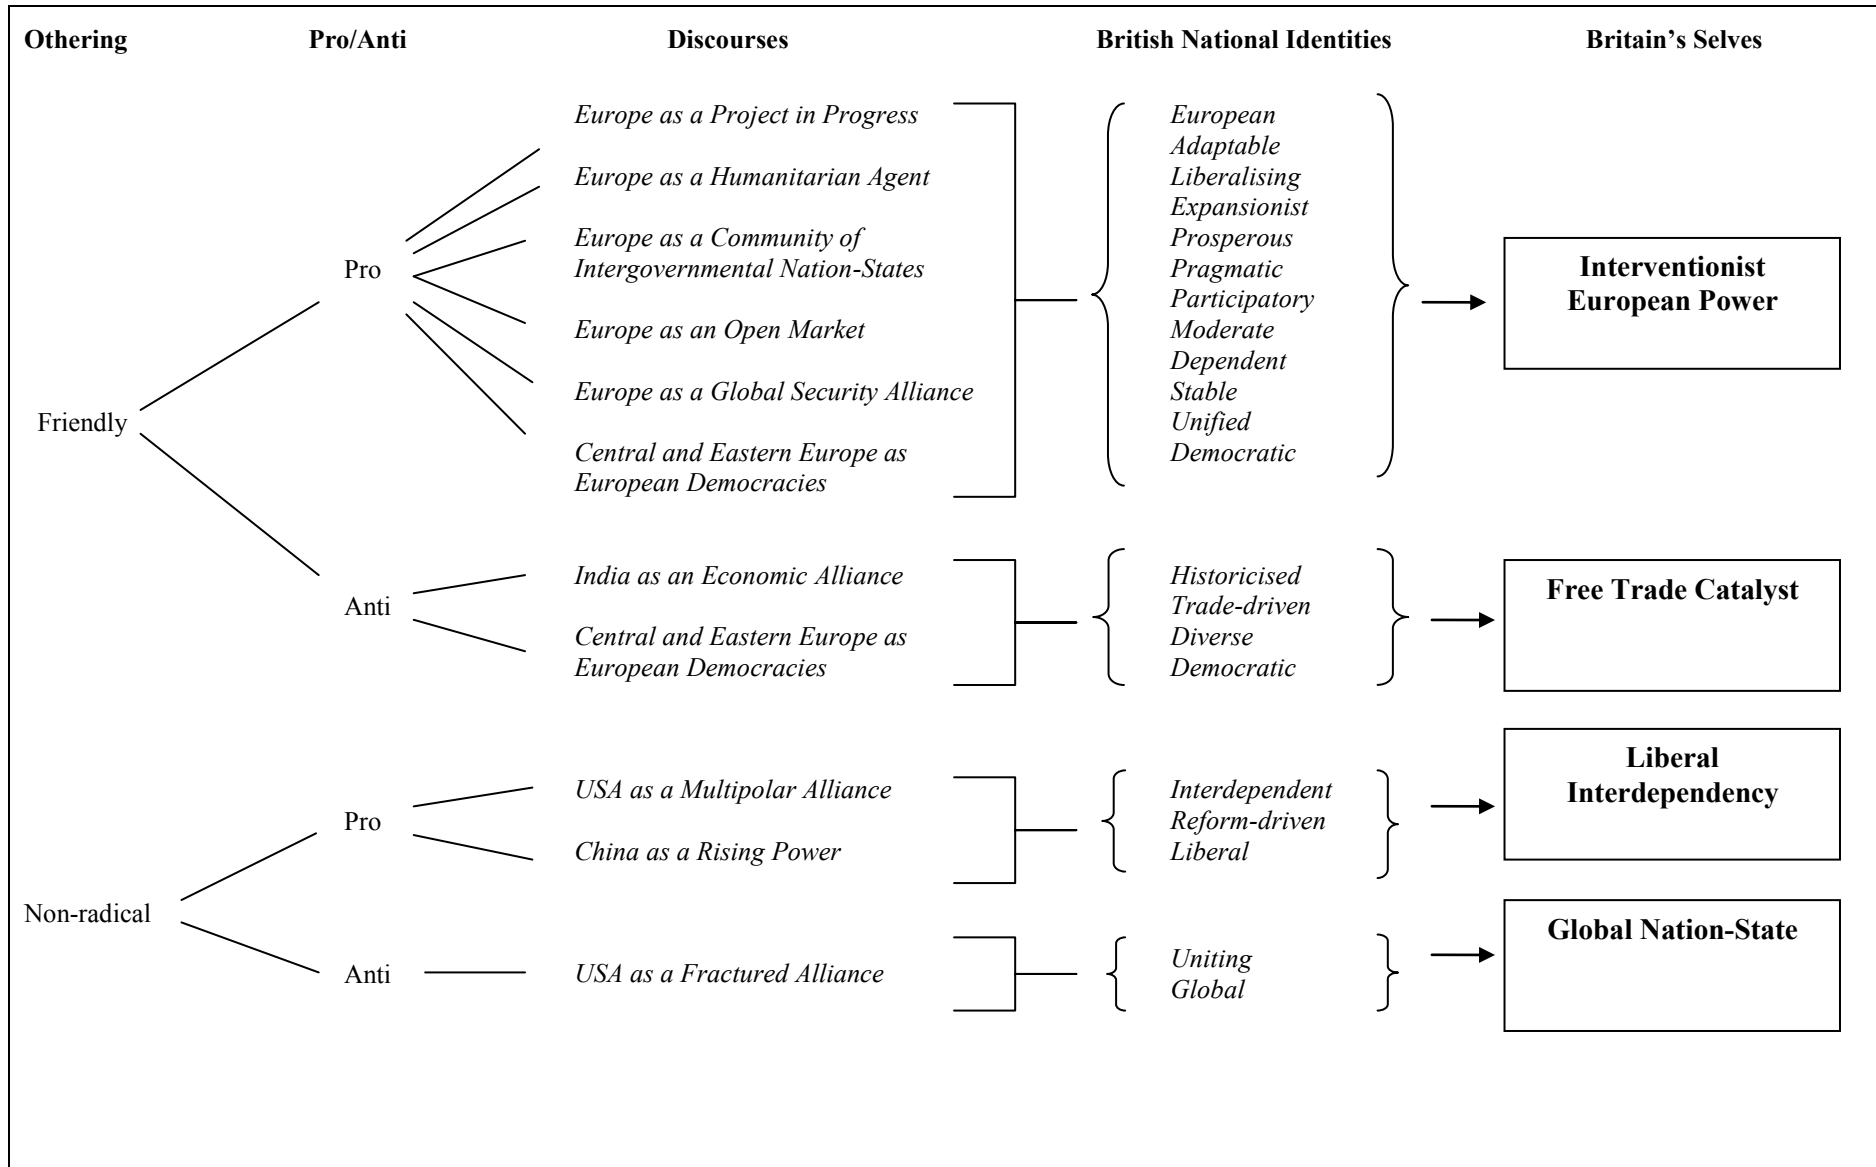 Othering
Pro/Anti
Discourses
British National Identities
Britain’s Selves
Friendly
Pro
Europe as a Project in Progress
Europe as a Humanitarian Agent
Europe as a Community of
Intergovernmental Nation-States
Europe as an Open Market
Europe as a Global Security Alliance
Central and Eastern Europe as
European Democracies
European
Adaptable
Liberalising
Expansionist
Prosperous
Pragmatic
Participatory
Moderate
Dependent
Stable
Unified
Democratic
Interventionist
European Power
Anti
India as an Economic Alliance
Central and Eastern Europe as
European Democracies
Historicised
Trade-driven
Diverse
Democratic
Free Trade Catalyst
Non-radical
Pro
USA as a Multipolar Alliance
China as a Rising Power
Interdependent
Reform-driven
Liberal
Liberal
Interdependency
Anti
USA as a Fractured Alliance
Uniting
Global
Global Nation-State